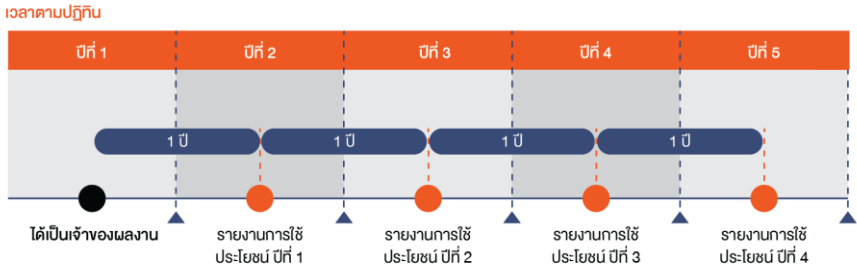 เวลาตามปฏิทิน
ปีที่ 1 ปีที่ 2 ปีที่ 3 ปีที่ 4 ปีที่ 5
1 ปี 1 ปี 1 ปี 1 ปี
ได้เป็นเจ้าของผลงาน
รายงานการใช้
ประโยชน์ ปีที่ 1
รายงานการใช้
ประโยชน์ ปีที่ 2
รายงานการใช้
ประโยชน์ ปีที่ 3
รายงานการใช้
ประโยชน์ ปีที่ 4